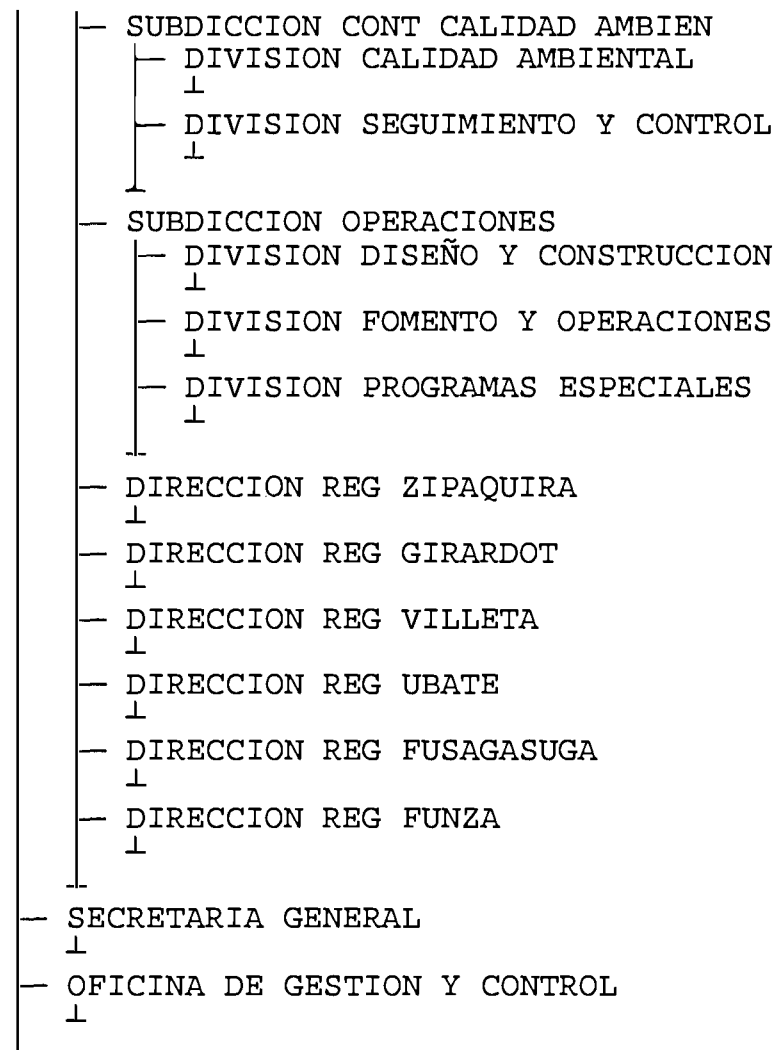 SUBDICCION CONT CALIDAD AMBIEN
DIVISION CALIDAD AMBIENTAL
DIVISION SEGUIMIENTO Y CONTROL
SUBDICCION OPERACIONES
DIVISION DISEÑO Y CONSTRUCCION
DIVISION FOMENTO Y OPERACIONES
DIVISION PROGRAMAS ESPECIALES
DIRECCION REG ZIPAQUIRA
DIRECCION REG GIRARDOT
DIRECCION REG VILLETA
DIRECCION REG UBATE
DIRECCION REG FUSAGASUGA
DIRECCION REG FUNZA
SECRETARIA GENERAL
OFICINA DE GESTION Y CONTROL